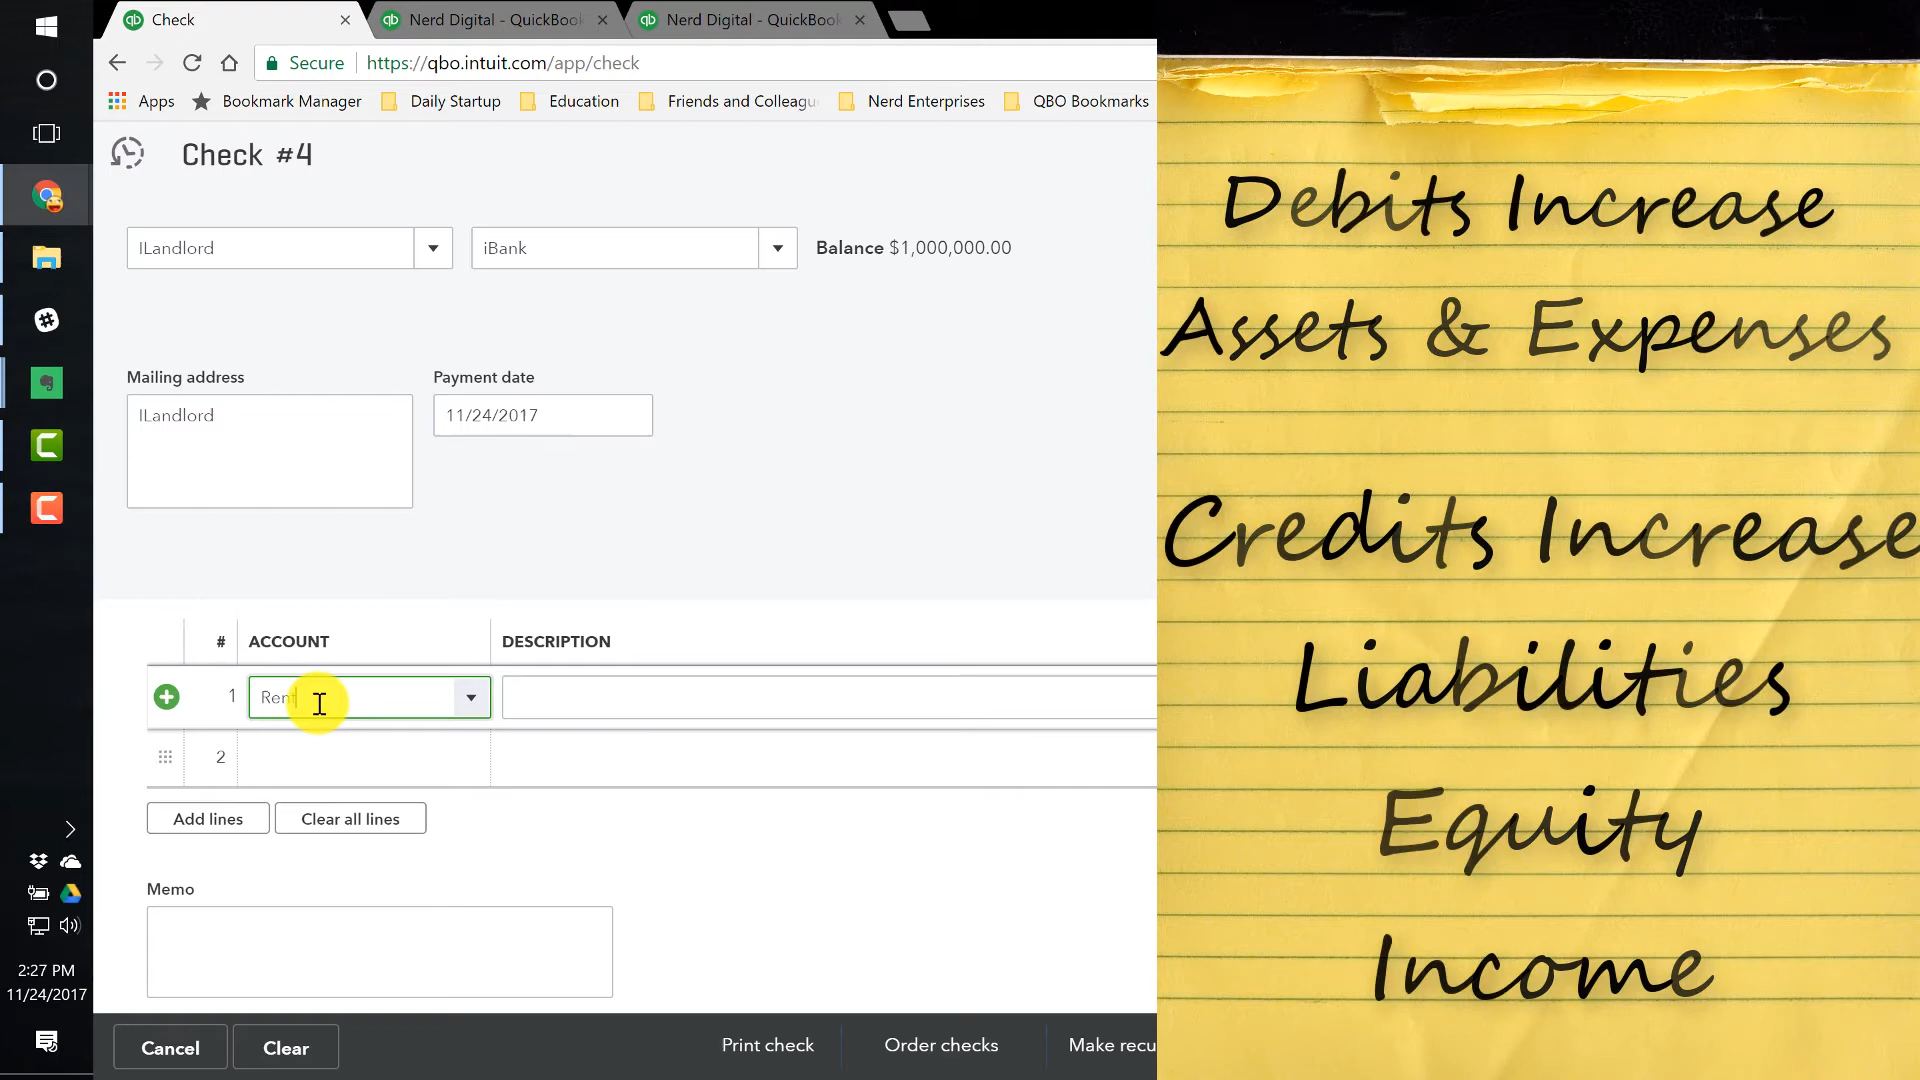 Check
Nerd Digital - QuickBook
Nerd Digital - QuickBook
Secure
https://qbo.intuit.com/app/check
Apps
Bookmark Manager
Daily Startup
Education
Friends and Colleagu
Nerd Enterprises
QBO Bookmarks
Check #4
ILandlord
iBank
Balance $1,000,000.00
Mailing address
Payment date
ILandlord
11/24/2017
# ACCOUNT DESCRIPTION
1 Rent
2
Add lines
Clear all lines
Memo
Cancel
Clear
Print check
Order checks
Make recu
2:27 PM
11/24/2017
Debits Increase
Assets & Expenses
Credits Increase
Liabilities
Equity
Income